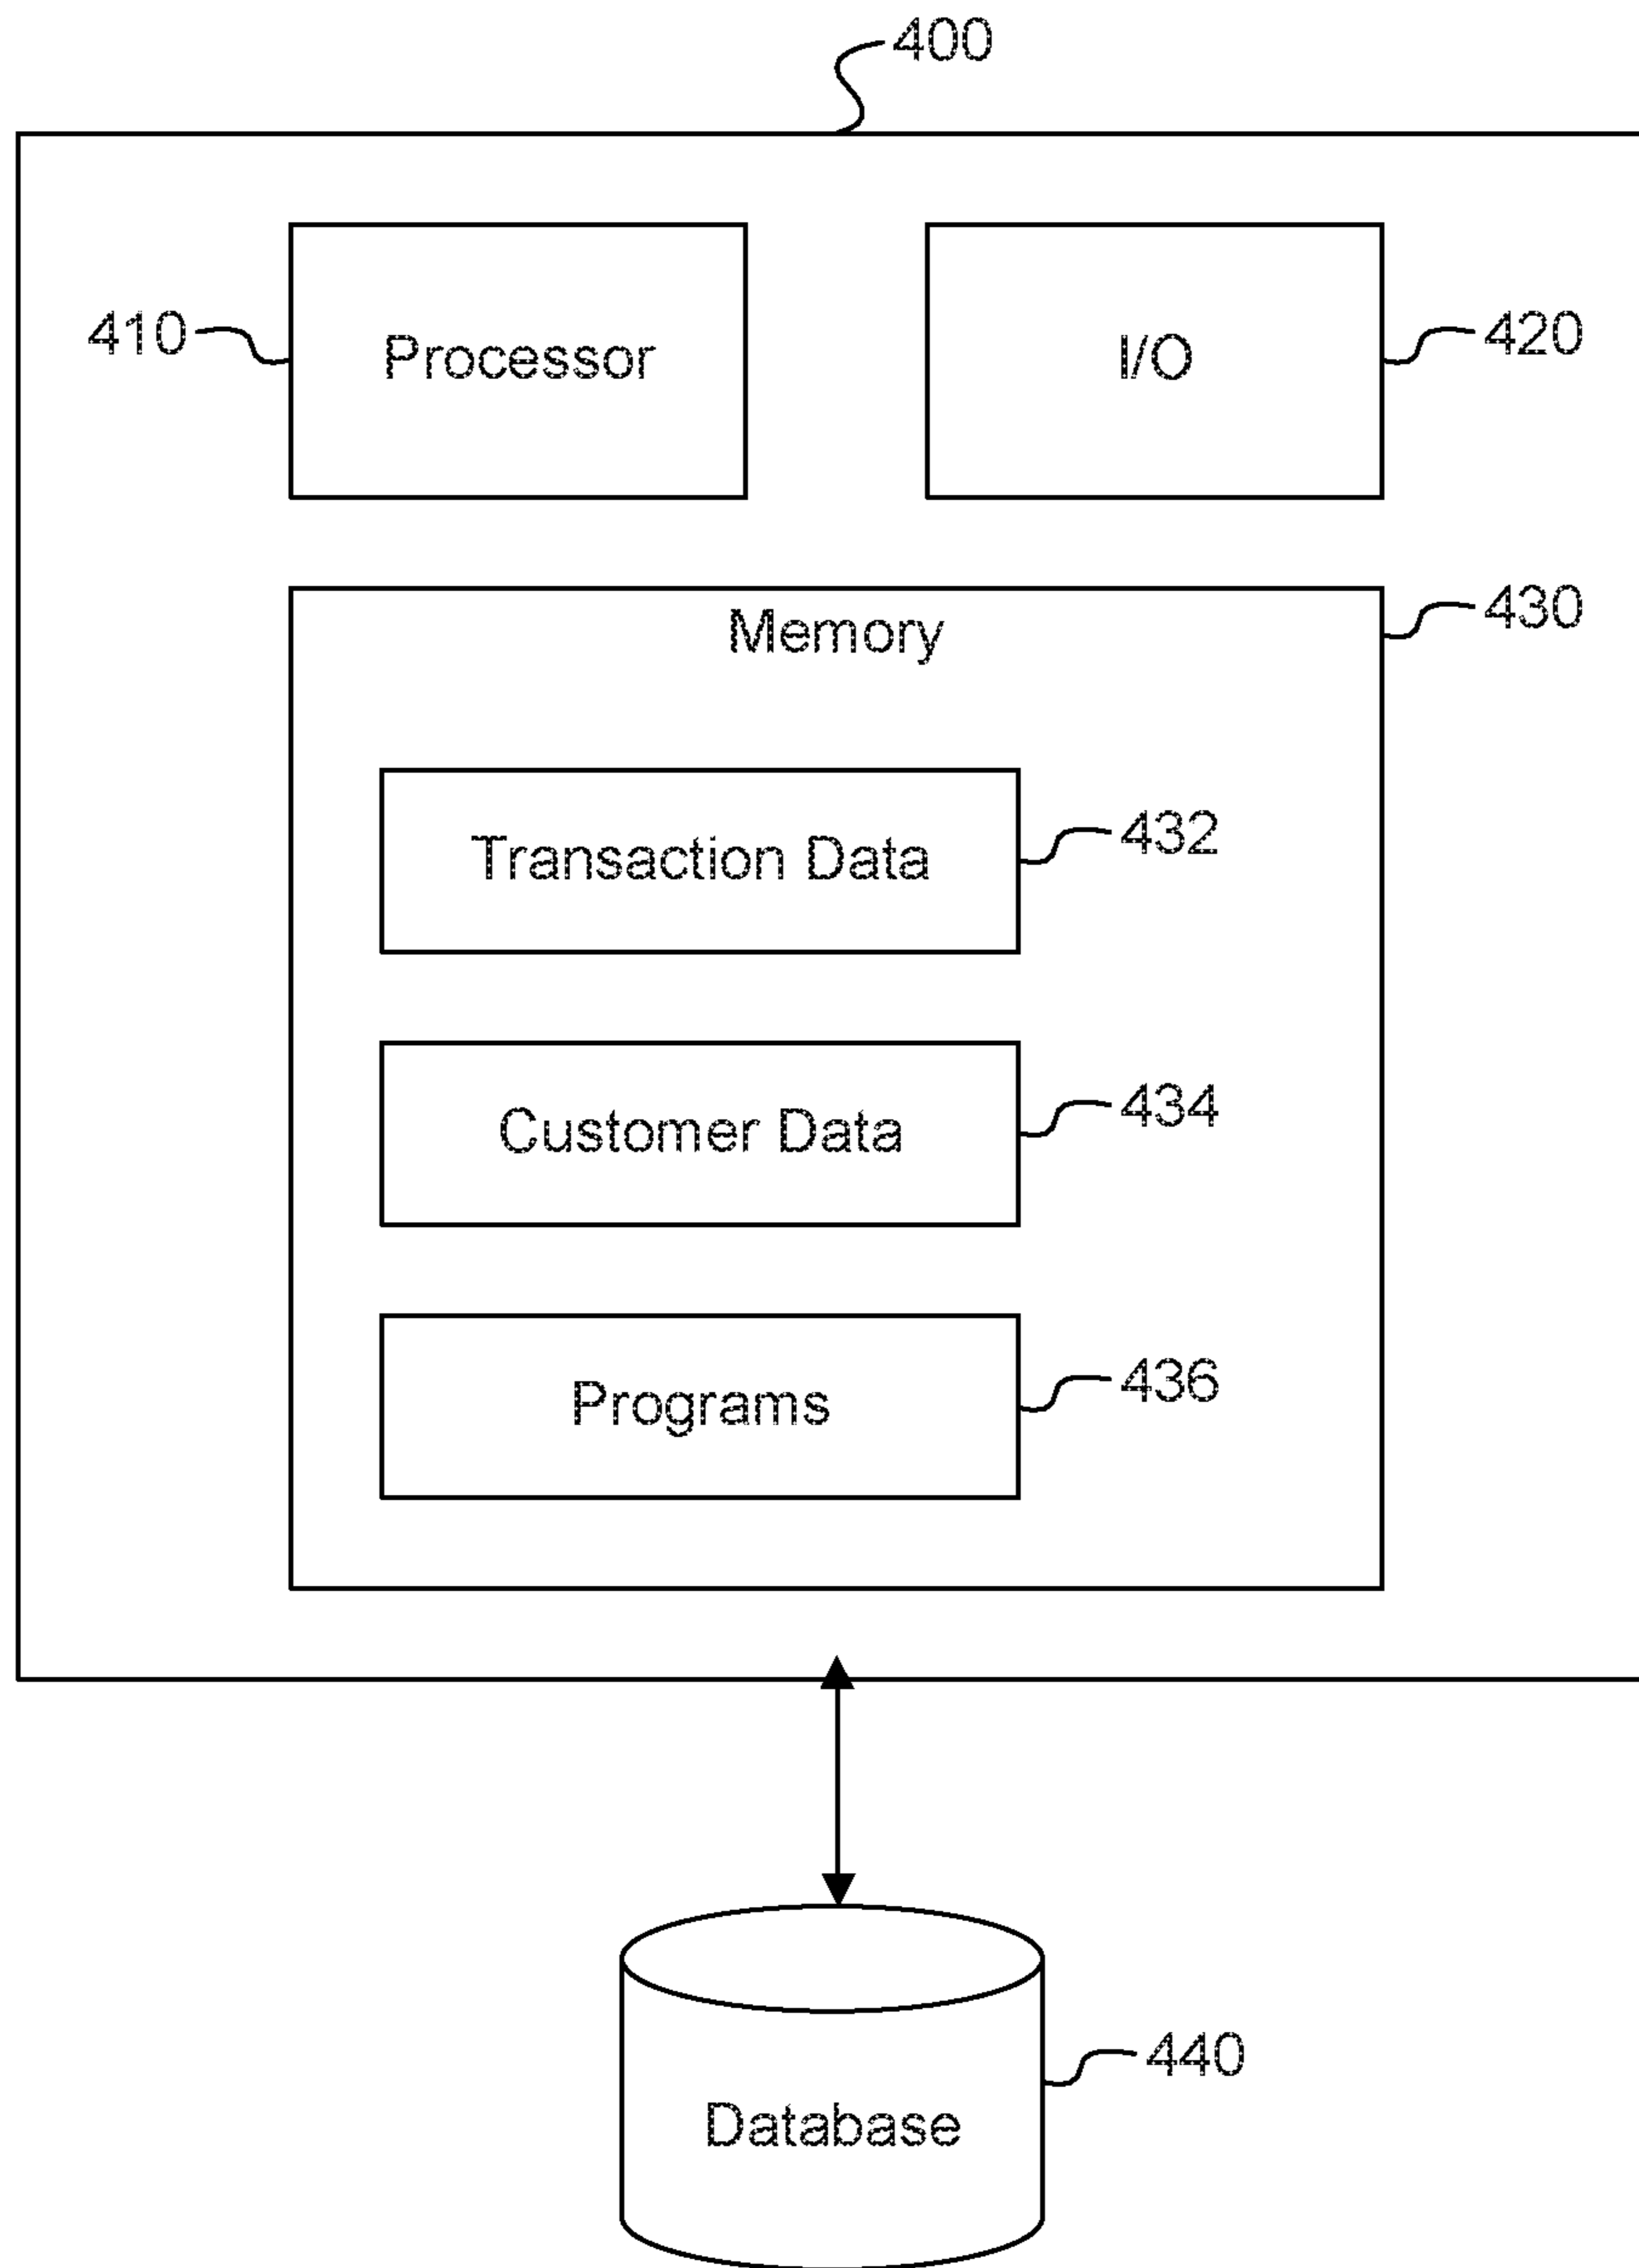 400
410
Processor
I/O
420
Memory
430
Transaction Data
432
Customer Data
434
Programs
436
Database
440